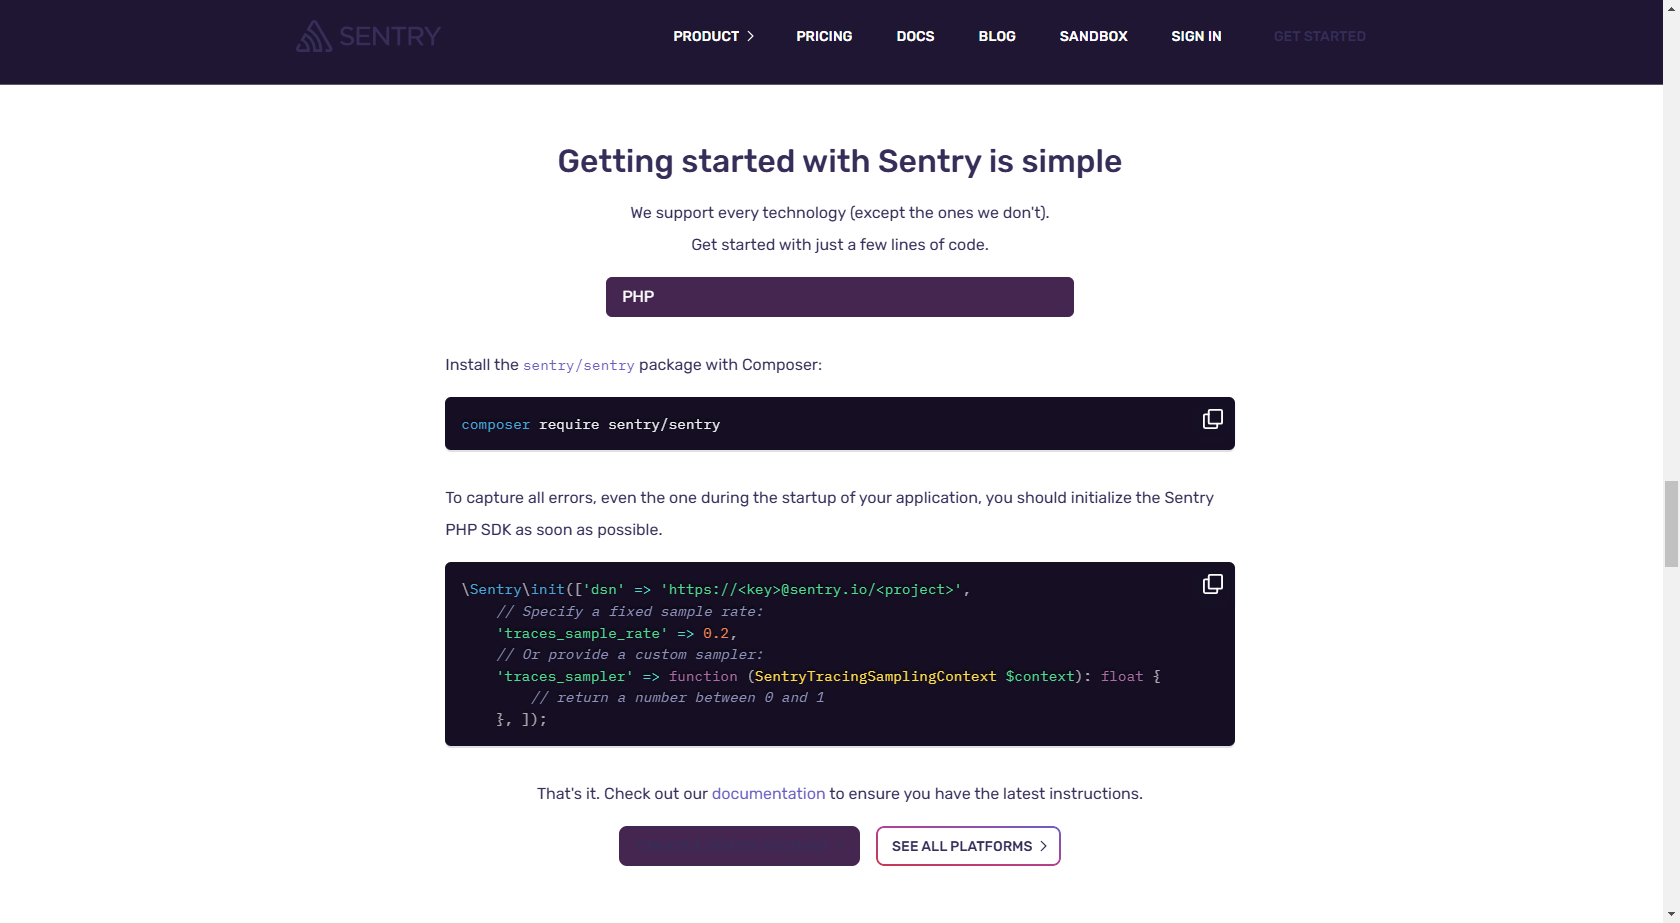 SENTRY
PRODUCT
PRICING
DOCS
BLOG
SANDBOX
SIGN IN
GET STARTED
Getting started with Sentry is simple
We support every technology (except the ones we don't).
Get started with just a few lines of code.
PHP
Install the sentry/sentry package with Composer:
composer require sentry/sentry
To capture all errors, even the one during the startup of your application, you should initialize the Sentry
PHP SDK as soon as possible.
\Sentry\init(['dsn' => 'https://<key>@sentry.io/<project>',
    // Specify a fixed sample rate:
    'traces_sample_rate' => 0.2,
    // Or provide a custom sampler:
    'traces_sampler' => function (SentryTracingSamplingContext $context): float {
        // return a number between 0 and 1
    }, ]);
That's it. Check out our documentation to ensure you have the latest instructions.
SEE ALL PLATFORMS